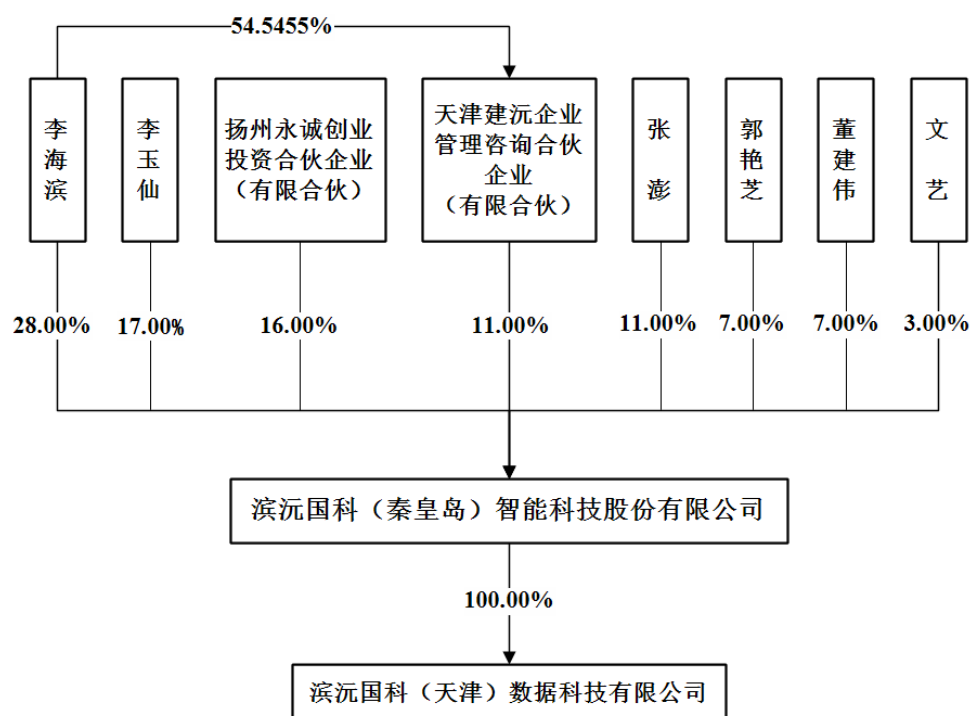 54.5455%
李海滨
李玉仙
扬州永诚创业
投资合伙企业
（有限合伙）
天津建沅企业
管理咨询合伙
企业
（有限合伙）
张澎
郭艳芝
董建伟
文艺
28.00%
17.00%
16.00%
11.00%
11.00%
7.00%
7.00%
3.00%
滨沅国科（秦皇岛）智能科技股份有限公司
100.00%
滨沅国科（天津）数据科技有限公司